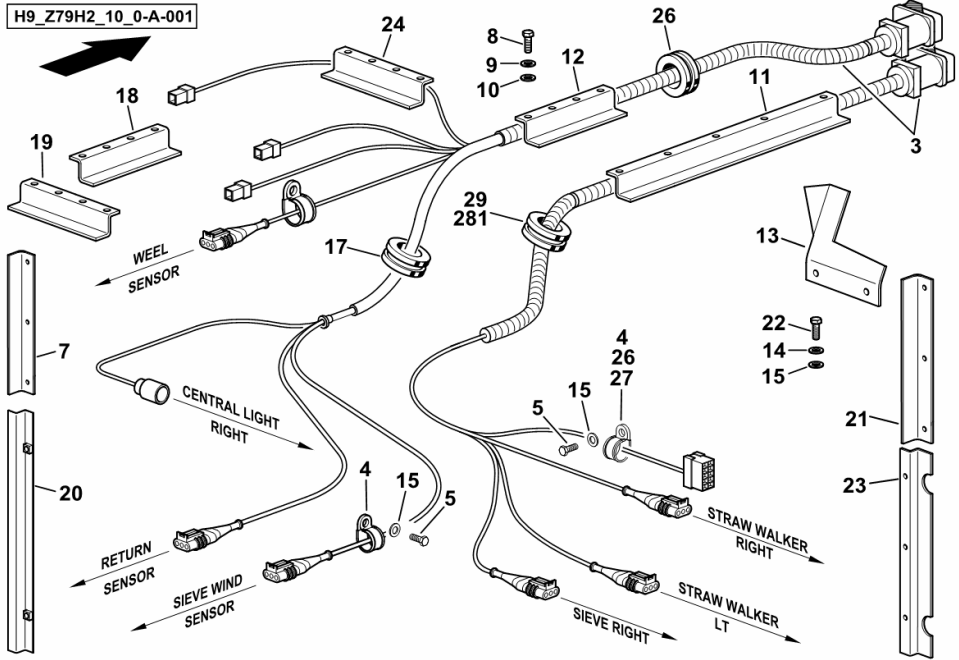 H9_Z79H2_10_0-A-001
24
8
9
10
12
26
11
3
18
19
29
281
17
13
WEEL
SENSOR
7
22
14
15
4
26
27
15
5
21
CENTRAL LIGHT
RIGHT
20
4
15
5
23
STRAW WALKER
RIGHT
RETURN
SENSOR
SIEVE WIND
SENSOR
SIEVE RIGHT
STRAW WALKER
LT